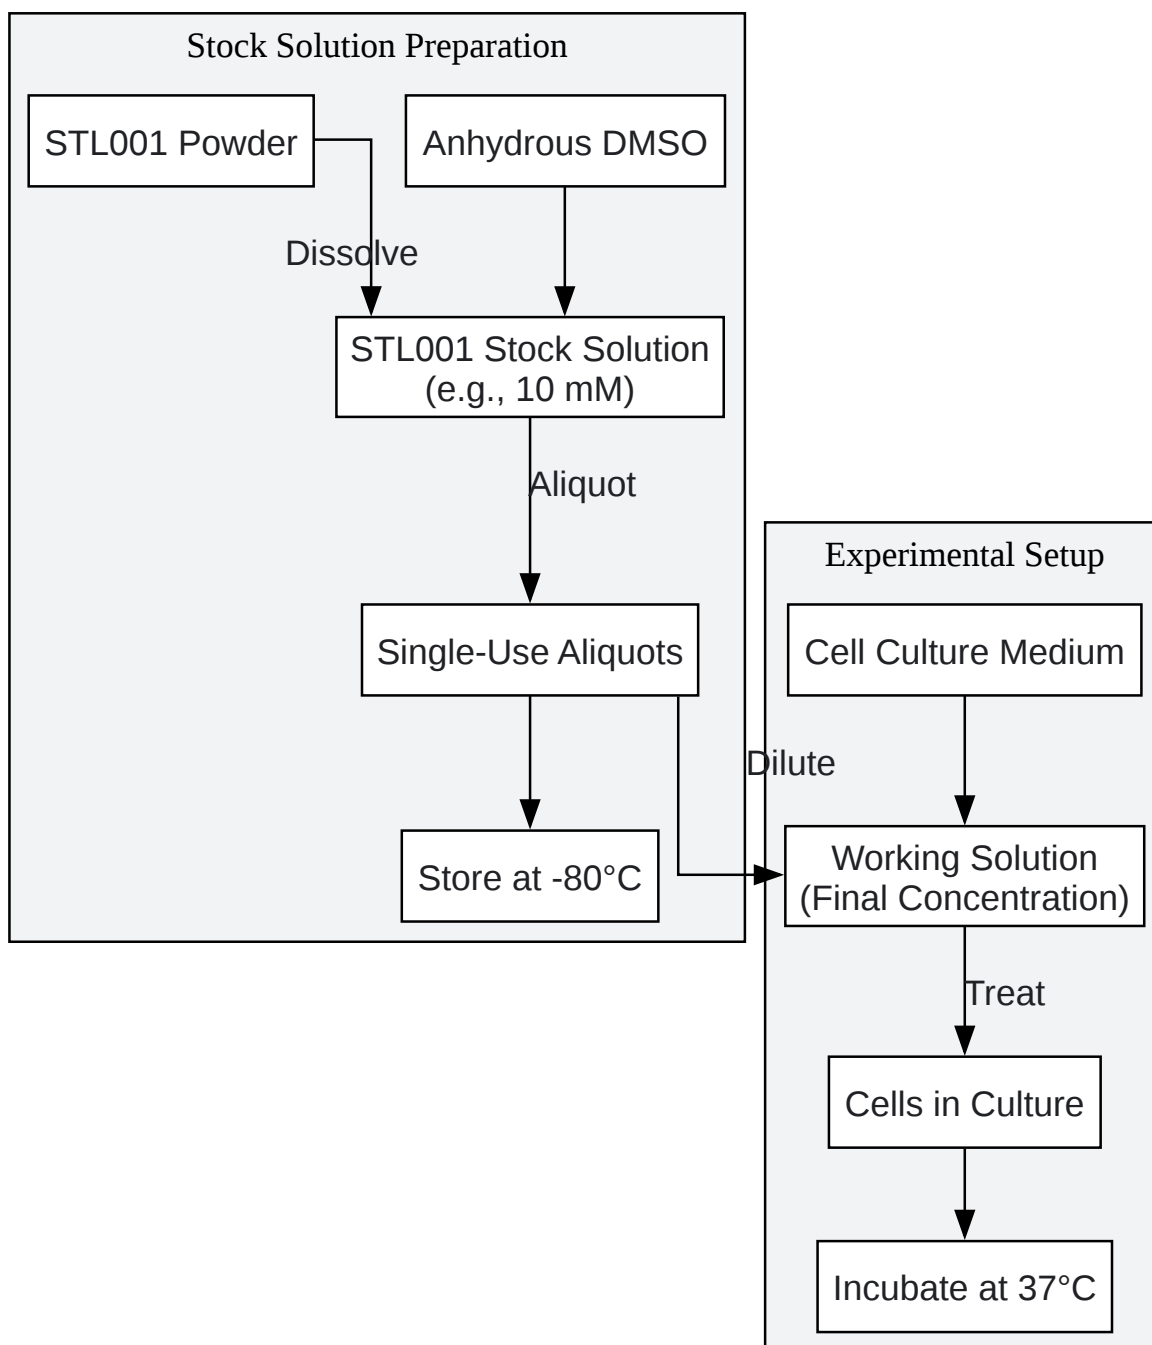 Stock Solution Preparation
STL001 Powder
Anhydrous DMSO
Dissolve
STL001 Stock Solution
(e.g., 10 mM)
Aliquot
Single-Use Aliquots
Store at -80°C
Experimental Setup
Cell Culture Medium
Dilute
Working Solution
(Final Concentration)
Treat
Cells in Culture
Incubate at 37°C